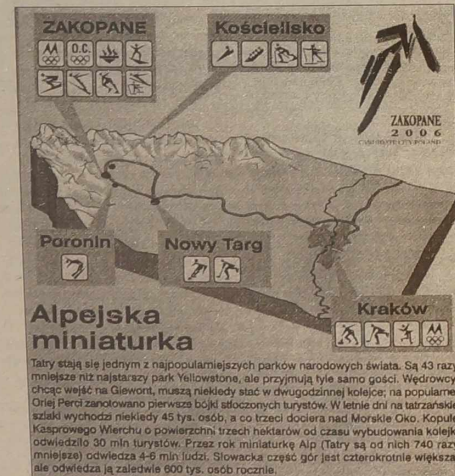 ZAKOPANE
O.C.
Kościelisko
ZAKOPANE
2006
CANDIDATE CITY POLAND
Poronin
Nowy Targ
Kraków
Alpejska
miniaturka
Tatry stają się jednym z najpopularniejszych parków narodowych świata. Są 43 razy
mniejsze niż najstarszy park Yellowstone, ale przyjmują tyle samo gości. Wędrowcy
chcąc wejść na Giewont, muszą niekiedy stać w dwugodzinnej kolejce; na popularnej
Orlej Perci zanotowano pierwsze bójki stłoczonych turystów. W letnie dni na tatrzańskie
szlaki wychodzi niekiedy 45 tys. osób, a co trzeci dociera nad Morskie Oko. Kopułę
Kasprowego Wierchu o powierzchni trzech hektarów od czasu wybudowania kolejki
odwiedziło 30 mln turystów. Przez rok miniaturkę Alp (Tatry są od nich 740 razy
mniejsze) odwiedza 4-6 mln ludzi. Słowacka część gór jest czterokrotnie większa,
ale odwiedza ją zaledwie 600 tys. osób rocznie.